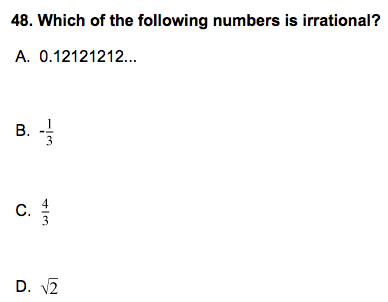 48. Which of the following numbers is irrational?
A. 0.12121212...
B. -1/3
C. 4/3
D. √2